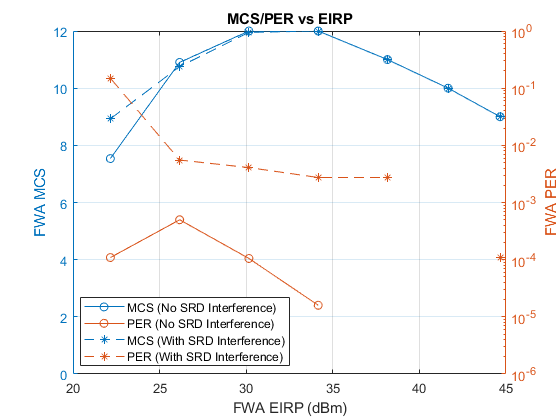 MCS/PER vs EIRP
12
10
8
6
4
2
0
FWA MCS
10^0
10^-1
10^-2
10^-3
10^-4
10^-5
10^-6
FWA PER
MCS (No SRD Interference)
PER (No SRD Interference)
MCS (With SRD Interference)
PER (With SRD Interference)
20 25 30 35 40 45
FWA EIRP (dBm)